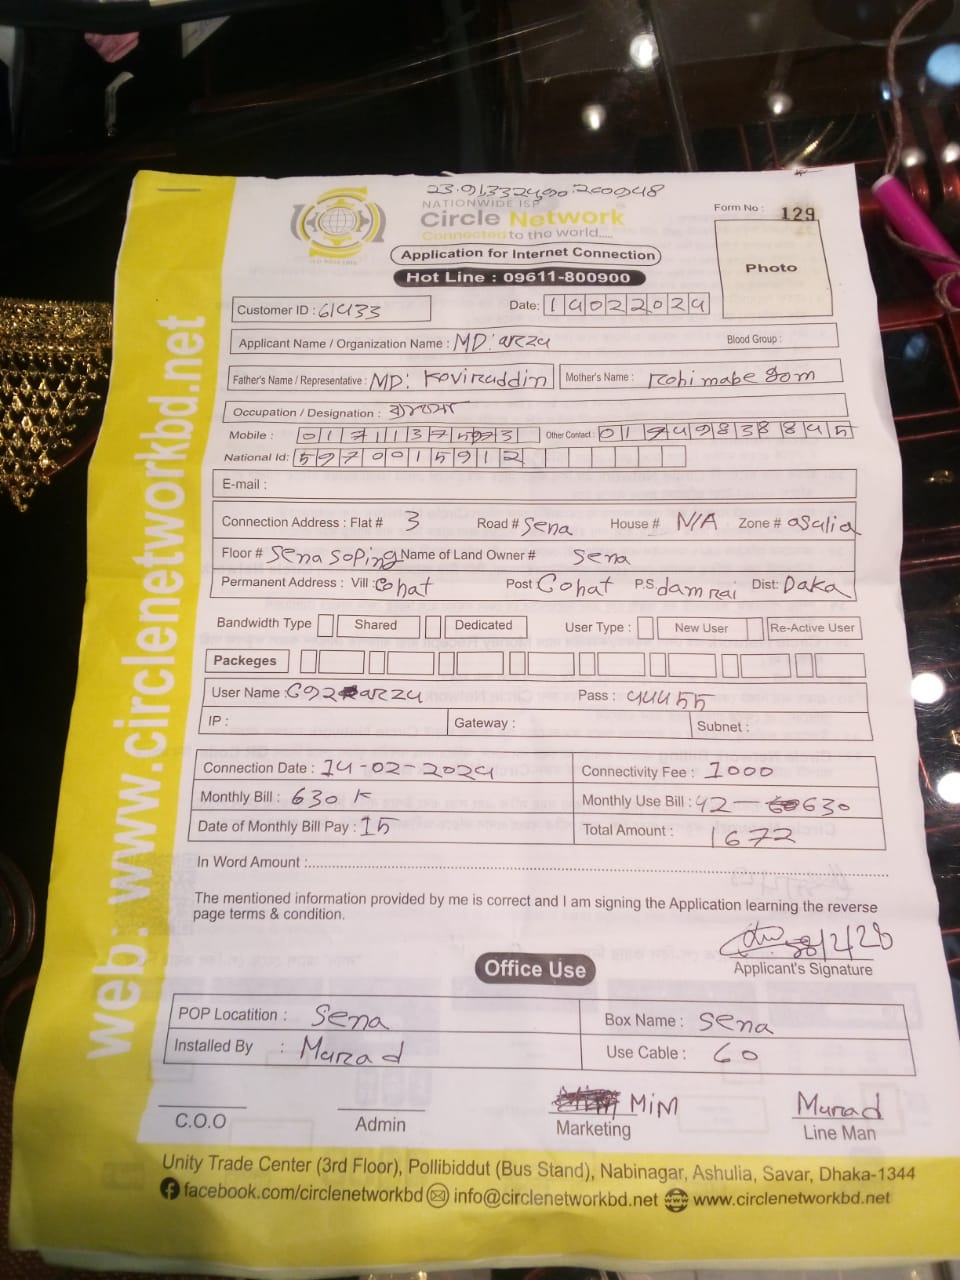 NATIONWIDE ISP
Circle Network
Connected to the world.....
Form No : 129
Application for Internet Connection
Hot Line : 09611-800900
Photo
Customer ID : 61433
Date: 14022024
Applicant Name / Organization Name : MD: arzu
Blood Group :
Father's Name / Representative : MD: Koviruddin
Mother's Name : Rohimabegom
Occupation / Designation :
Mobile :
Other Contact : 01949838845
National Id: 5970015912
E-mail :
Connection Address : Flat # 3 Road # Sena House # N/A Zone # asulia
Floor # Sena soping Name of Land Owner # Sena
Permanent Address : Vill : Gohat Post Gohat P.S. damrai Dist: Daka
Bandwidth Type Shared Dedicated User Type : New User Re-Active User
Packeges
User Name : arzu Pass : 444455
IP : Gateway : Subnet :
Connection Date : 14-02-2024 Connectivity Fee : 1000
Monthly Bill : 630 K Monthly Use Bill : 42 630
Date of Monthly Bill Pay : 15 Total Amount : 1672
In Word Amount :
The mentioned information provided by me is correct and I am signing the Application learning the reverse
page terms & condition.
Applicant's Signature
Office Use
POP Locatition : Sena Box Name : Sena
Installed By : Murad Use Cable : 60
MiM Murad
C.O.O Admin Marketing Line Man
Unity Trade Center (3rd Floor), Pollibiddut (Bus Stand), Nabinagar, Ashulia, Savar, Dhaka-1344
facebook.com/circlenetworkbd info@circlenetworkbd.net www.circlenetworkbd.net
web: www.circlenetworkbd.net